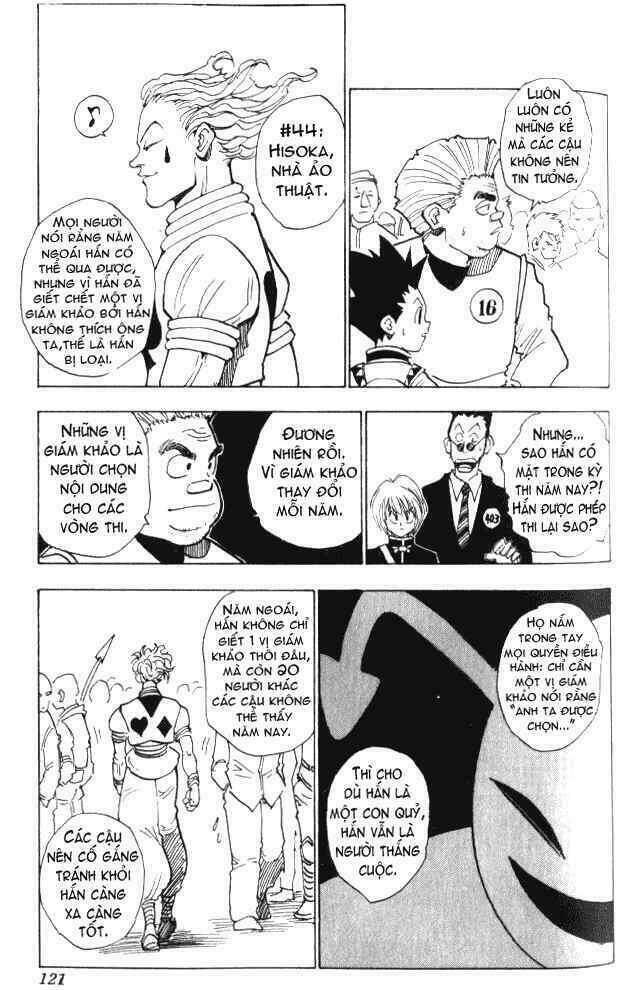 LUÔN
LUÔN CÓ
NHỮNG KẺ
MÀ CÁC CẬU
KHÔNG NÊN
TIN TƯỞNG.
16
#44:
HISOKA,
NHÀ ẢO
THUẬT.
MỌI NGƯỜI
NÓI RẰNG NĂM
NGOÁI HẮN CÓ
THỂ QUA ĐƯỢC,
NHƯNG VÌ HẮN ĐÃ
GIẾT CHẾT MỘT VỊ
GIÁM KHẢO BỞI HẮN
KHÔNG THÍCH ÔNG
TA,THẾ LÀ HẮN
BỊ LOẠI.
NHƯNG...
SAO HẮN CÓ
MẶT TRONG KỲ
THI NĂM NAY?!
HẮN ĐƯỢC PHÉP
THI LẠI SAO?
403
ĐƯƠNG
NHIÊN RỒI.
VÌ GIÁM KHẢO
THAY ĐỔI
MỖI NĂM.
NHỮNG VỊ
GIÁM KHẢO LÀ
NGƯỜI CHỌN
NỘI DUNG
CHO CÁC
VÒNG THI.
HỌ NẮM
TRONG TAY
MỌI QUYỀN ĐIỀU
HÀNH: CHỈ CẦN
MỘT VỊ GIÁM
KHẢO NÓI RẰNG
"ANH TA ĐƯỢC
CHỌN..."
THÌ CHO
DÙ HẮN LÀ
MỘT CON QUỶ,
HẮN VẪN LÀ
NGƯỜI THẮNG
CUỘC.
NĂM NGOÁI,
HẮN KHÔNG CHỈ
GIẾT 1 VỊ GIÁM
KHẢO THÔI ĐÂU,
MÀ CÒN 20
NGƯỜI KHÁC
CÁC CẬU KHÔNG
THỂ THẤY
NĂM NAY.
CÁC CẬU
NÊN CỐ GẮNG
TRÁNH KHỎI
HẮN CÀNG
XA CÀNG
TỐT.
121